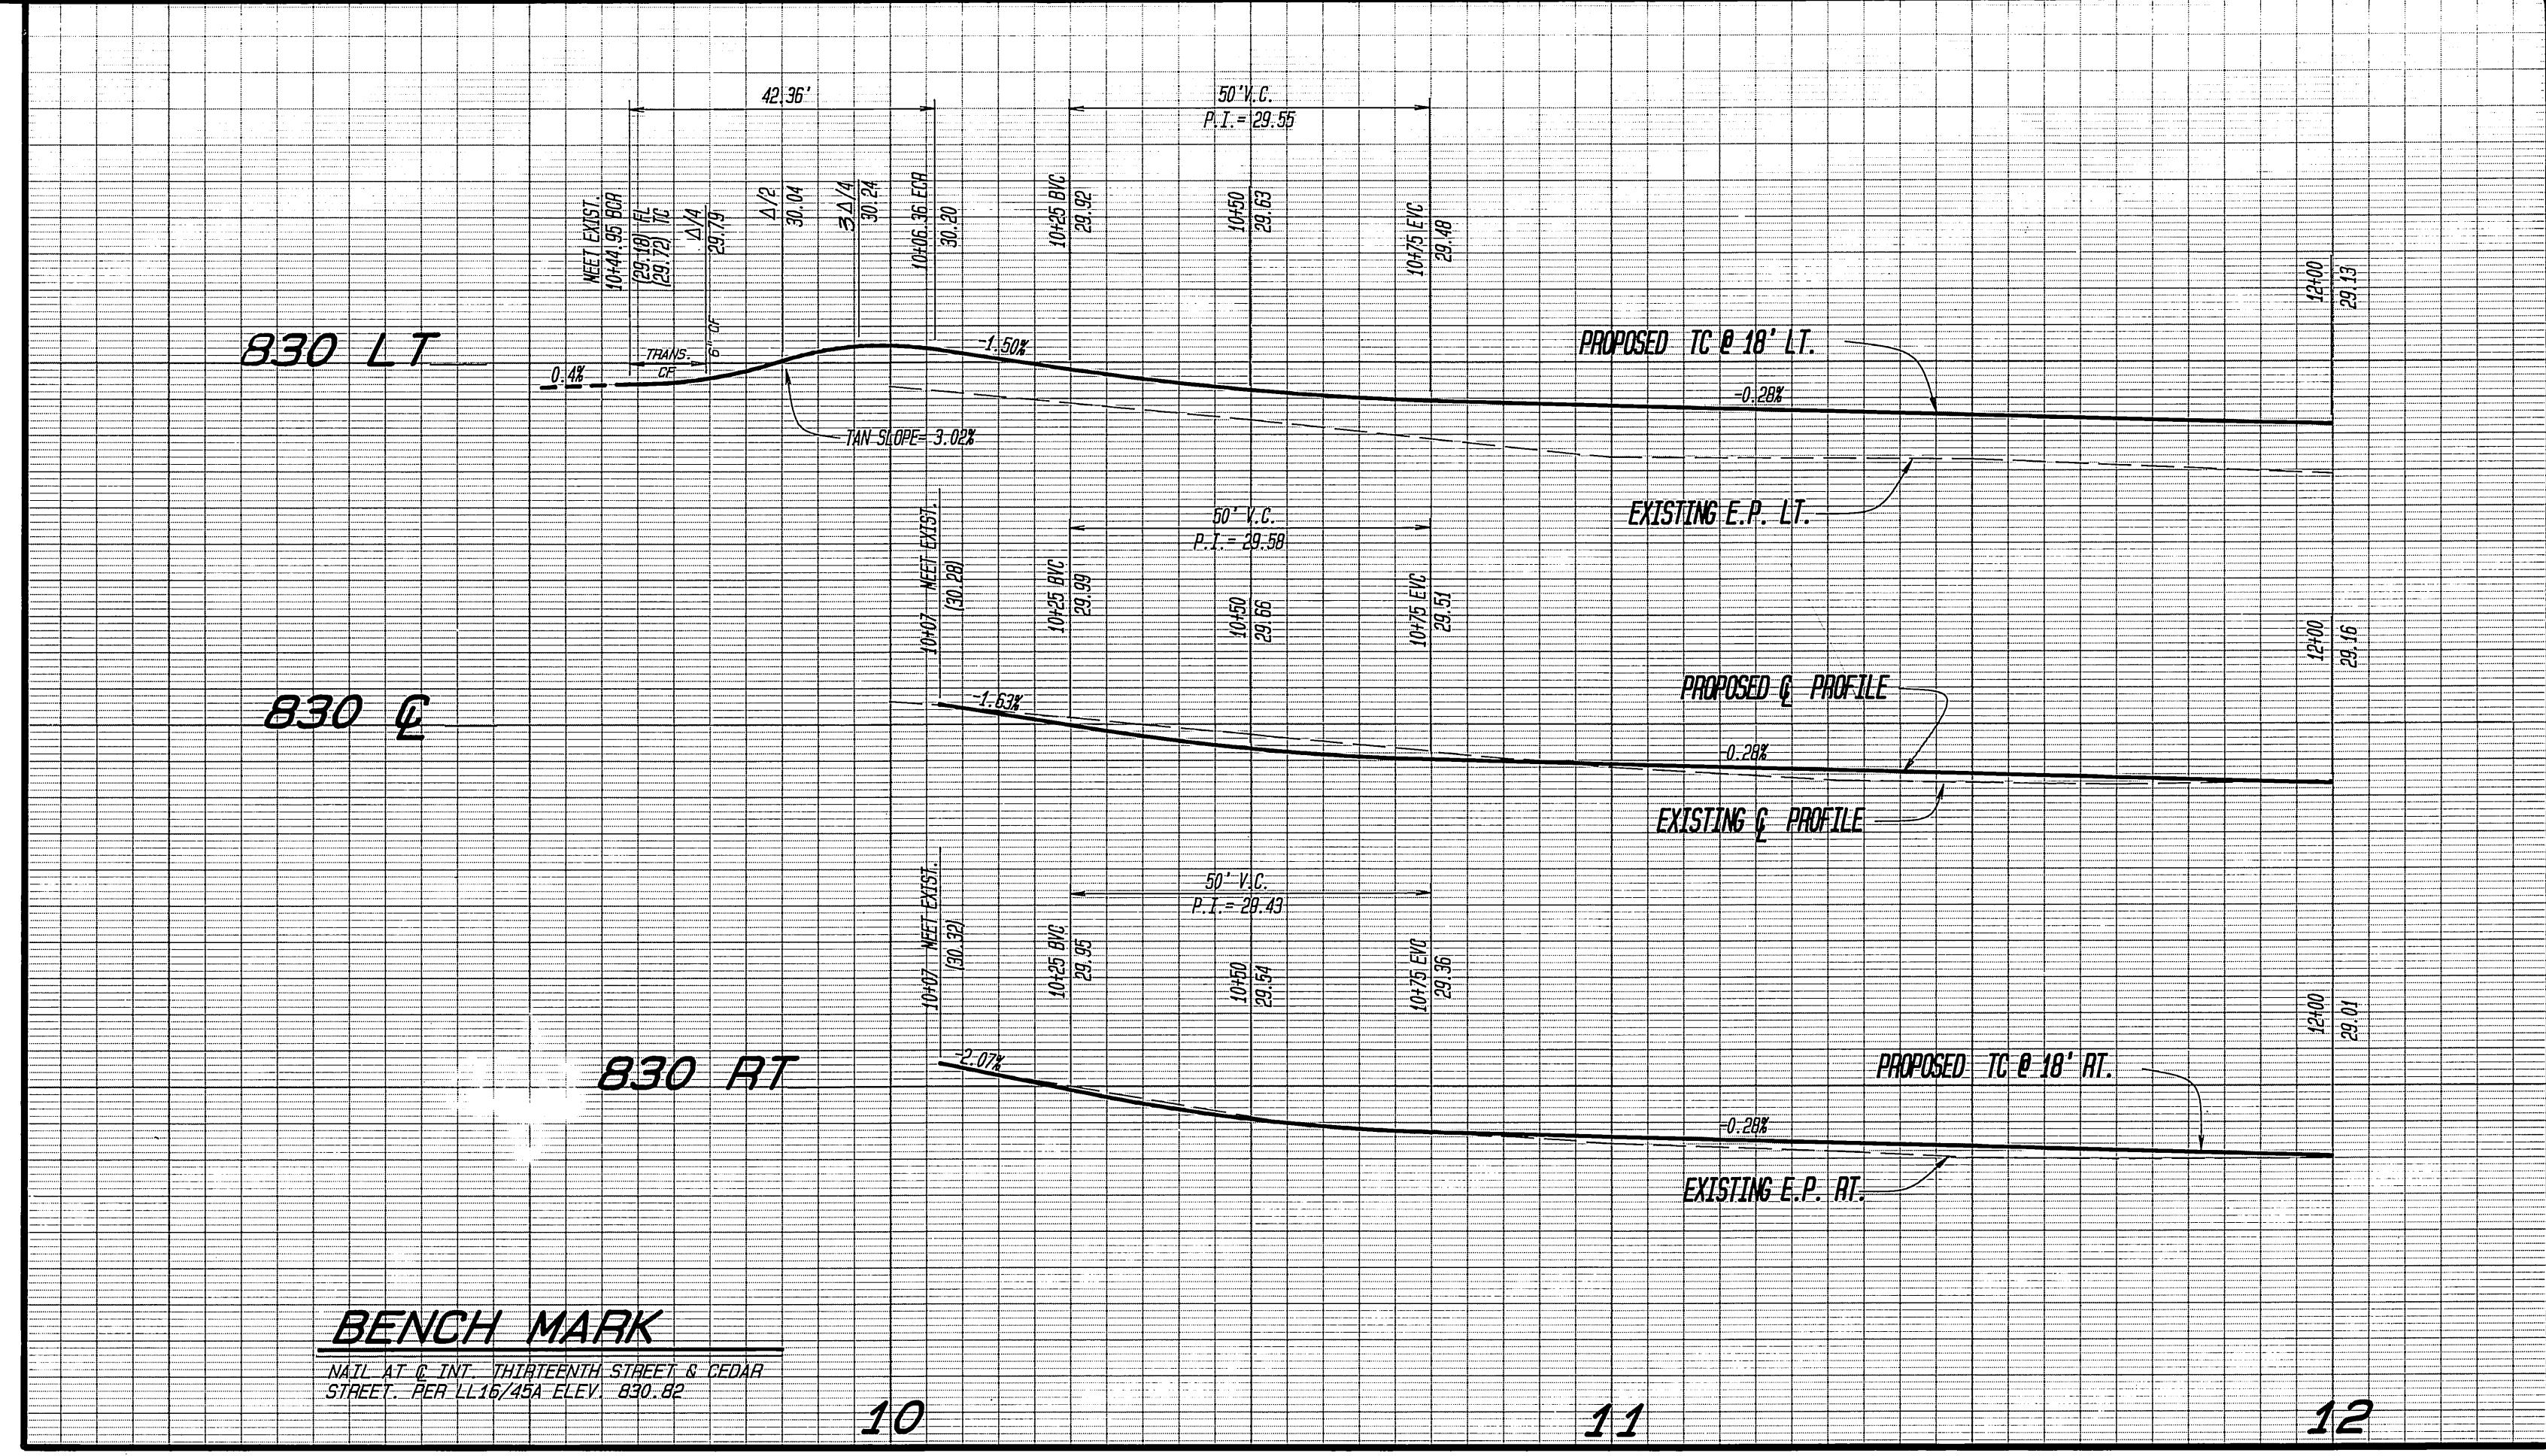 42.36'
50'V.C.
P.I.= 29.55
MEET EXIST.
10+44.95 BCR
(29.18) FL
(29.72) TC
Δ/4
29.79
Δ/2
30.04
3Δ/4
30.24
10+06.36 ECR
30.20
10+25 BVC
29.92
10+50
29.63
10+75 EVC
29.48
12+00
29.13
830 LT
0.4%
TRANS.
CF
6" CF
-1.50%
TAN SLOPE= 3.02%
PROPOSED TC @ 18' LT.
-0.28%
EXISTING E.P. LT.
10+07 MEET EXIST.
(30.28)
50' V.C.
P.I.= 29.58
10+25 BVC
29.99
10+50
29.66
10+75 EVC
29.51
12+00
29.16
830 ℄
-1.63%
PROPOSED ℄ PROFILE
-0.28%
EXISTING ℄ PROFILE
10+07 MEET EXIST.
(30.32)
50' V.C.
P.I.= 29.43
10+25 BVC
29.95
10+50
29.54
10+75 EVC
29.36
12+00
29.01
830 RT
-2.07%
PROPOSED TC @ 18' RT.
-0.28%
EXISTING E.P. RT.
BENCH MARK
NAIL AT ℄ INT. THIRTEENTH STREET & CEDAR
STREET. PER LL16/45A ELEV. 830.82
10
11
12